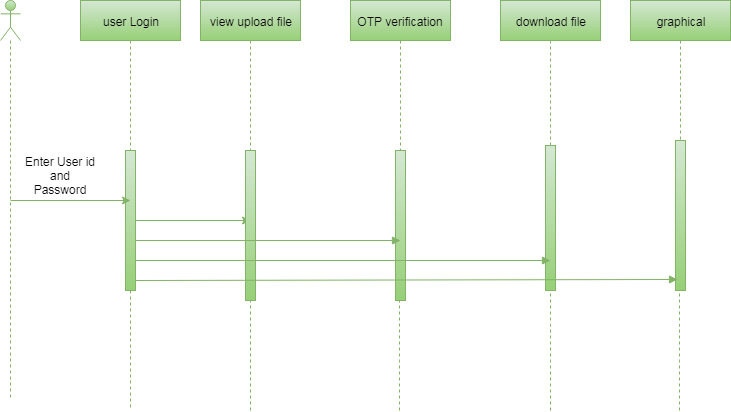 user Login
view upload file
OTP verification
download file
graphical
Enter User id
and
Password